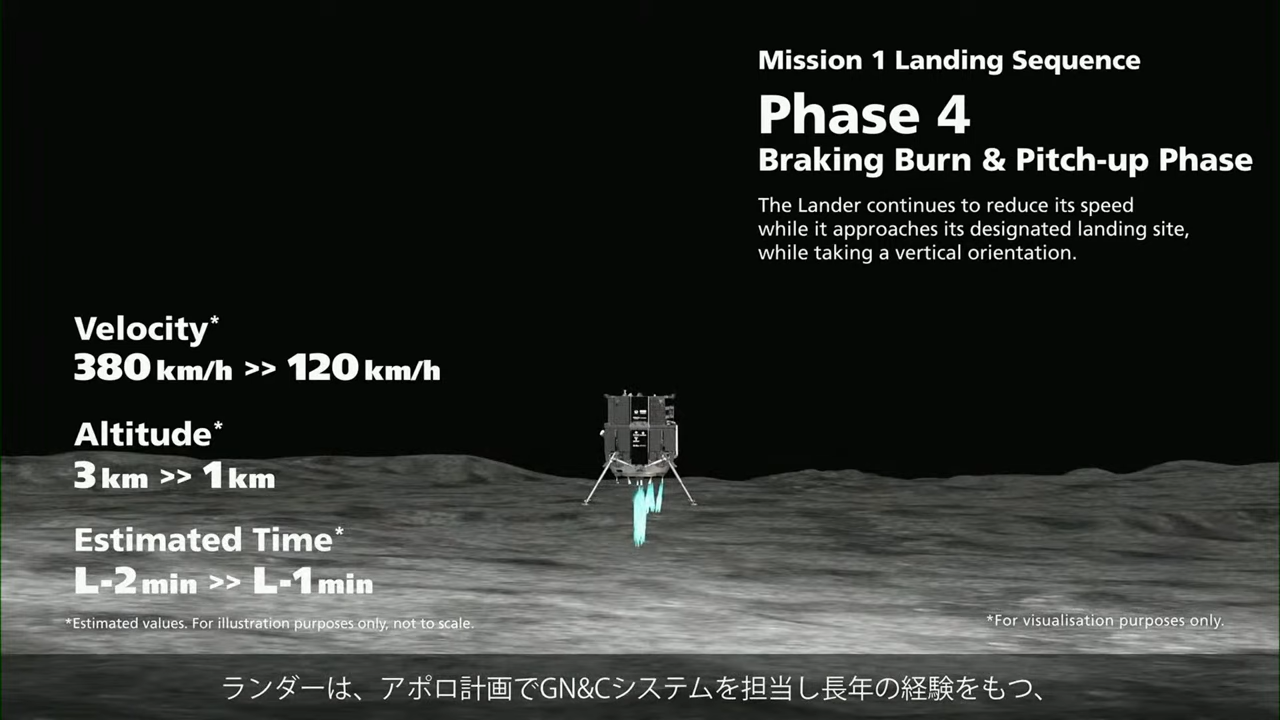 Mission 1 Landing Sequence
Phase 4
Braking Burn & Pitch-up Phase
The Lander continues to reduce its speed
while it approaches its designated landing site,
while taking a vertical orientation.
Velocity*
380 km/h >> 120 km/h
Altitude*
3 km >> 1 km
Estimated Time*
L-2 min >> L-1 min
*Estimated values. For illustration purposes only, not to scale.
*For visualisation purposes only.
ランダーは、アポロ計画でGN&Cシステムを担当し長年の経験をもつ、